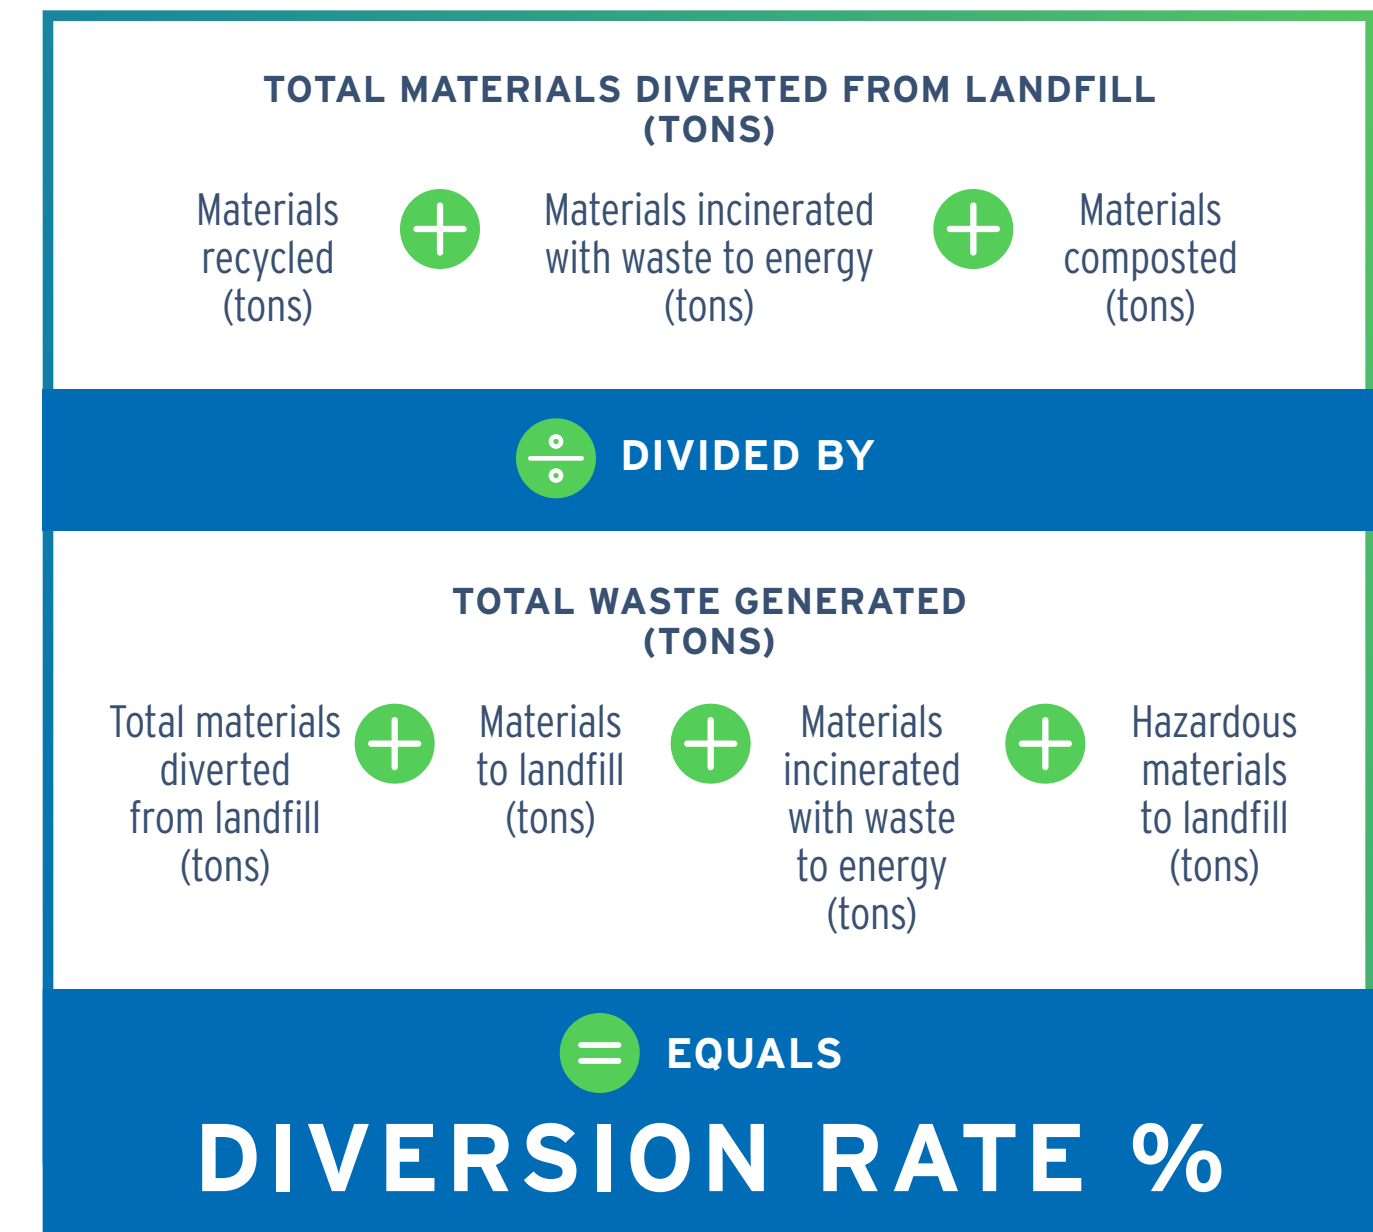 TOTAL MATERIALS DIVERTED FROM LANDFILL
(TONS)
Materials
recycled
(tons)
Materials incinerated
with waste to energy
(tons)
Materials
composted
(tons)
DIVIDED BY
TOTAL WASTE GENERATED
(TONS)
Total materials
diverted
from landfill
(tons)
Materials
to landfill
(tons)
Materials
incinerated
with waste
to energy
(tons)
Hazardous
materials
to landfill
(tons)
EQUALS
DIVERSION RATE %